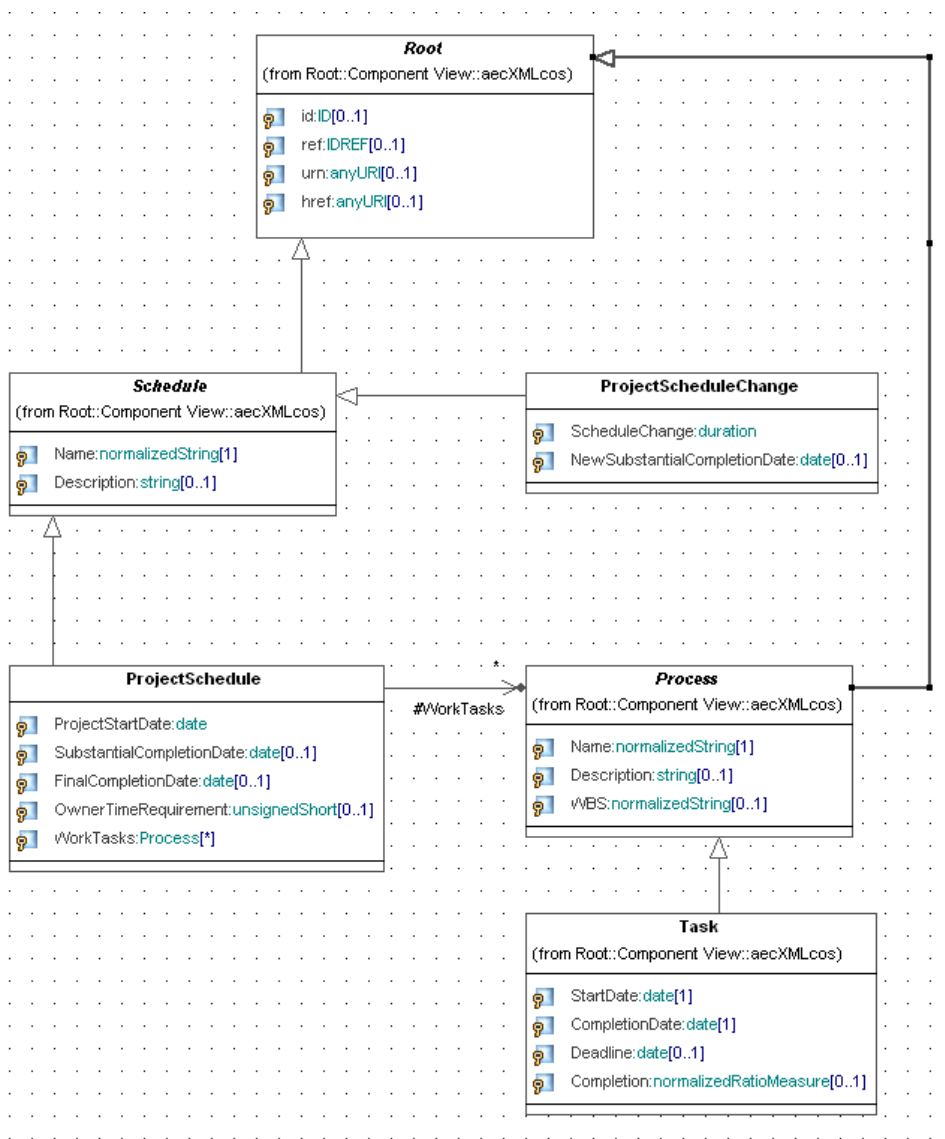 Root
(from Root::Component View::aecXMLcos)
id:ID[0..1]
ref:IDREF[0..1]
urn:anyURI[0..1]
href:anyURI[0..1]
Schedule
(from Root::Component View::aecXMLcos)
Name:normalizedString[1]
Description:string[0..1]
ProjectScheduleChange
ScheduleChange:duration
NewSubstantialCompletionDate:date[0..1]
ProjectSchedule
ProjectStartDate:date
SubstantialCompletionDate:date[0..1]
FinalCompletionDate:date[0..1]
OwnerTimeRequirement:unsignedShort[0..1]
WorkTasks:Process[*]
*
#WorkTasks
Process
(from Root::Component View::aecXMLcos)
Name:normalizedString[1]
Description:string[0..1]
WBS:normalizedString[0..1]
Task
(from Root::Component View::aecXMLcos)
StartDate:date[1]
CompletionDate:date[1]
Deadline:date[0..1]
Completion:normalizedRatioMeasure[0..1]